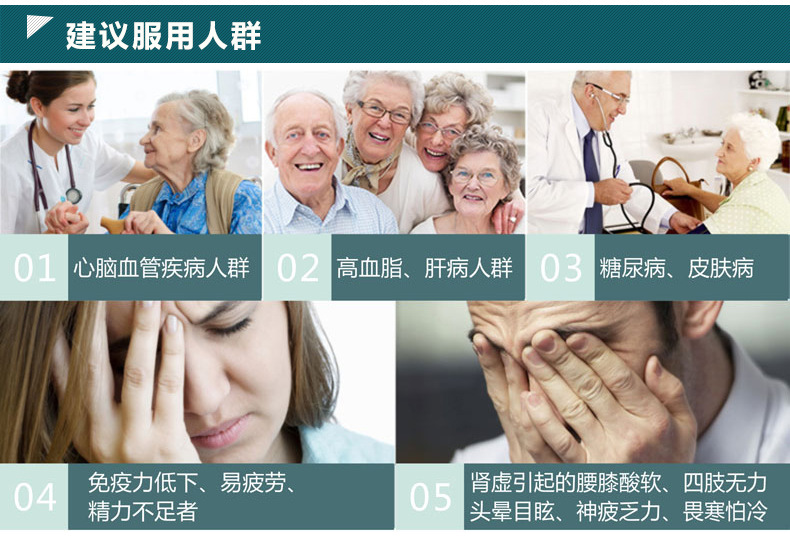 建议服用人群
01 心脑血管疾病人群
02 高血脂、肝病人群
03 糖尿病、皮肤病
04 免疫力低下、易疲劳、
精力不足者
05 肾虚引起的腰膝酸软、四肢无力
头晕目眩、神疲乏力、畏寒怕冷